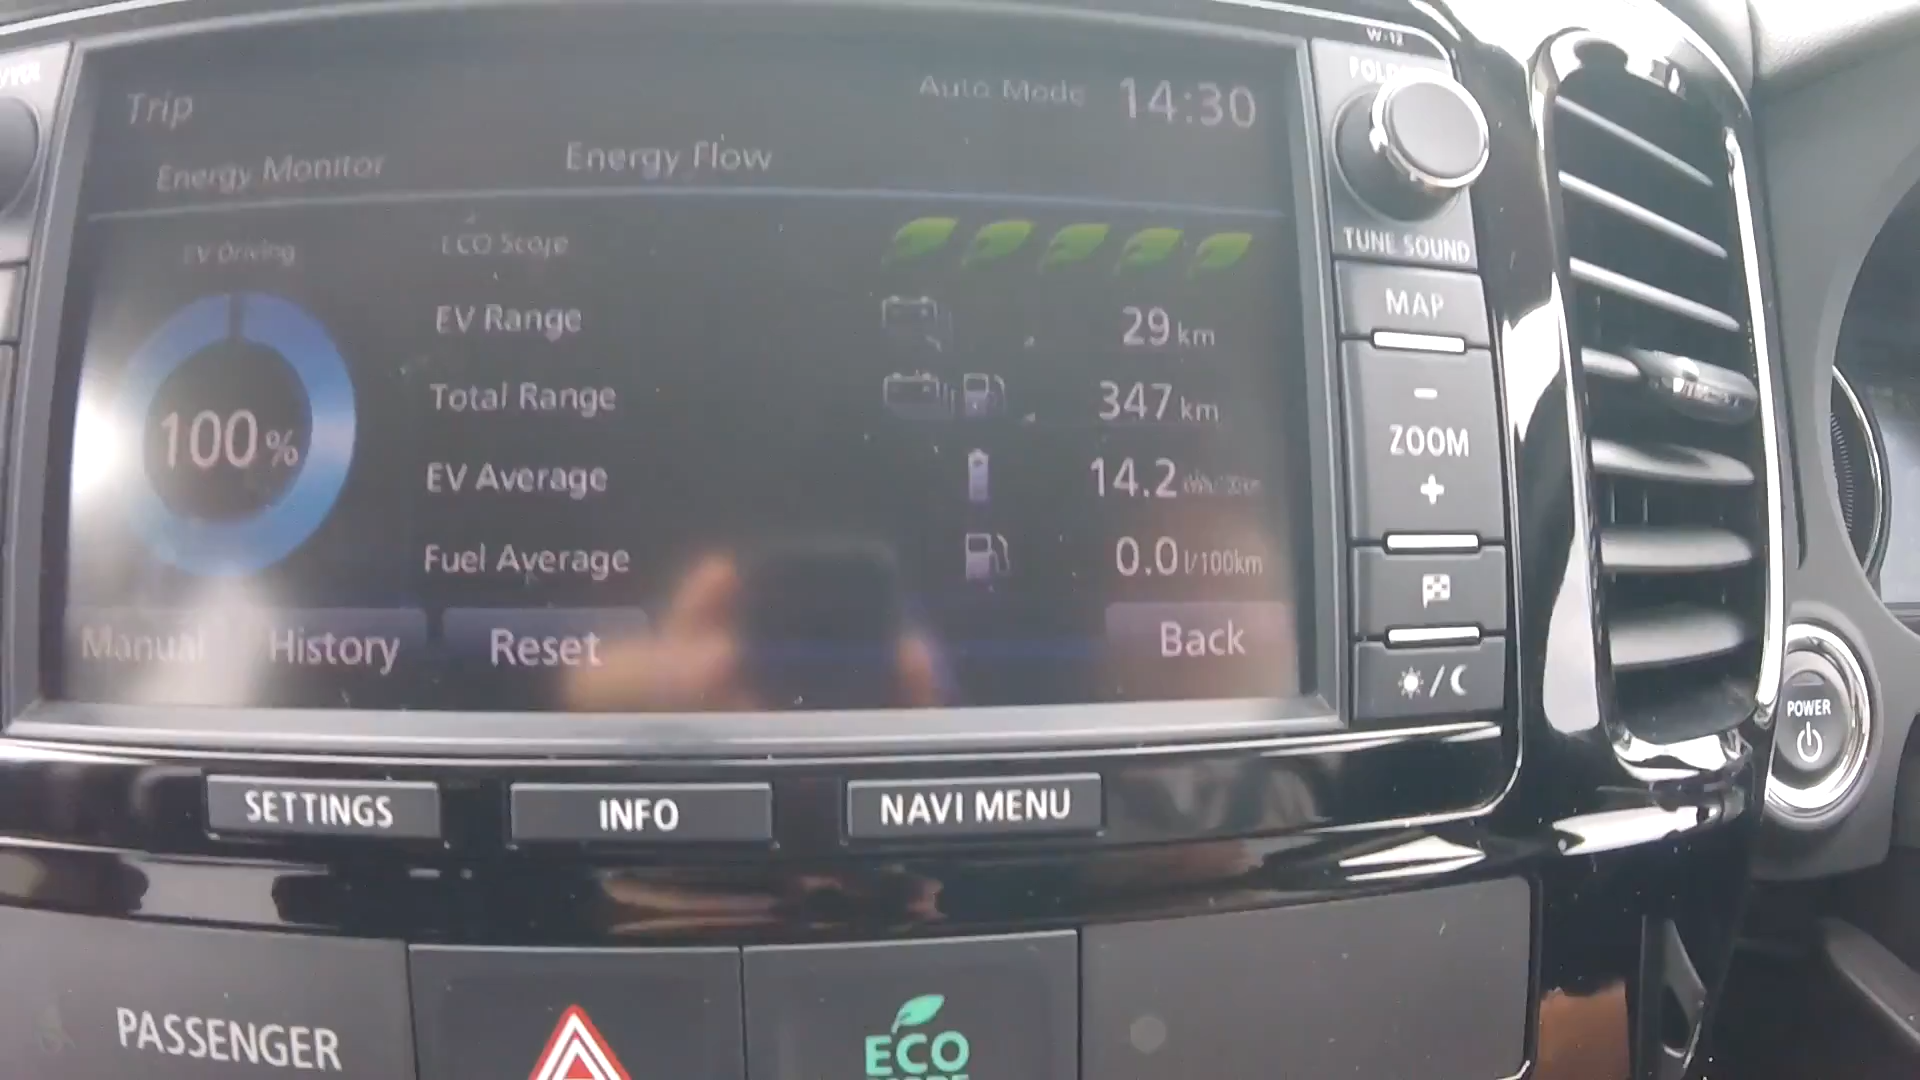 W-12
Trip
Auto Mode 14:30
Energy Monitor
Energy Flow
EV Driving
100%
ECO Score
EV Range 29 km
Total Range 347 km
EV Average 14.2
Fuel Average 0.0 l/100km
Manual History Reset Back
TUNE SOUND
MAP
-
ZOOM
+
POWER
SETTINGS INFO NAVI MENU
PASSENGER
ECO